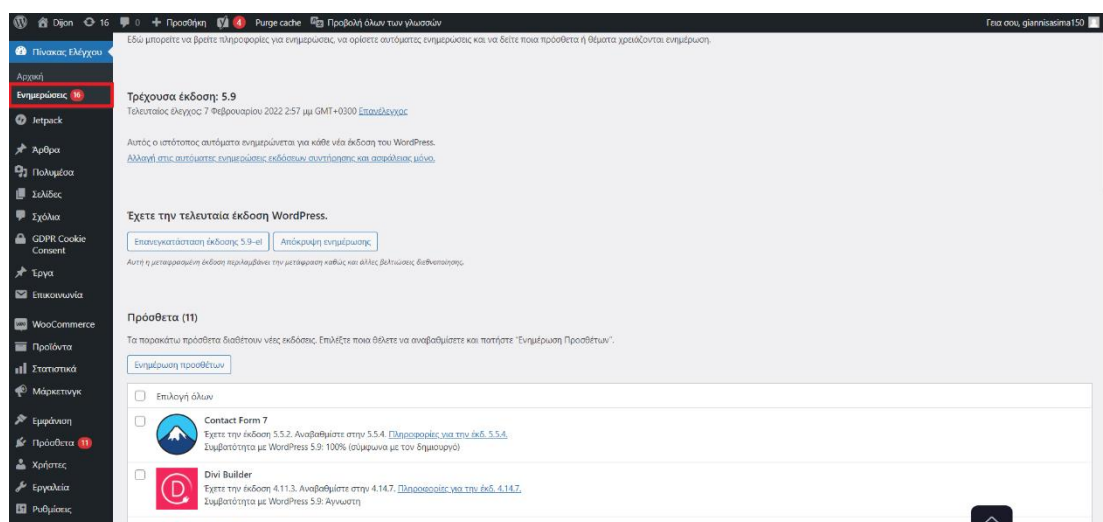 Dijon 16 0 Προσθήκη 4 Purge cache Προβολή όλων των γλωσσών Γεια σου, giannisasima150
Πίνακας Ελέγχου
Αρχική
Ενημερώσεις 16
Jetpack
Άρθρα
Πολυμέσα
Σελίδες
Σχόλια
GDPR Cookie
Consent
Έργα
Επικοινωνία
WooCommerce
Προϊόντα
Στατιστικά
Μάρκετινγκ
Εμφάνιση
Πρόσθετα 11
Χρήστες
Εργαλεία
Ρυθμίσεις
Εδώ μπορείτε να βρείτε πληροφορίες για ενημερώσεις, να ορίσετε αυτόματες ενημερώσεις και να δείτε ποια πρόσθετα ή θέματα χρειάζονται ενημέρωση.
Τρέχουσα έκδοση: 5.9
Τελευταίος έλεγχος: 7 Φεβρουαρίου 2022 2:57 μμ GMT+0300 Επανέλεγχος
Αυτός ο ιστότοπος αυτόματα ενημερώνεται για κάθε νέα έκδοση του WordPress.
Αλλαγή στις αυτόματες ενημερώσεις εκδόσεων συντήρησης και ασφάλειας μόνο.
Έχετε την τελευταία έκδοση WordPress.
Επανεγκατάσταση έκδοσης 5.9–el Απόκρυψη ενημέρωσης
Αυτή η μεταφρασμένη έκδοση περιλαμβάνει την μετάφραση καθώς και άλλες βελτιώσεις διεθνοποίησης.
Πρόσθετα (11)
Τα παρακάτω πρόσθετα διαθέτουν νέες εκδόσεις. Επιλέξτε ποια θέλετε να αναβαθμίσετε και πατήστε "Ενημέρωση Προσθέτων".
Ενημέρωση προσθέτων
Επιλογή όλων
Contact Form 7
Έχετε την έκδοση 5.5.2. Αναβαθμίστε στην 5.5.4. Πληροφορίες για την έκδ. 5.5.4.
Συμβατότητα με WordPress 5.9: 100% (σύμφωνα με τον δημιουργό)
Divi Builder
Έχετε την έκδοση 4.11.3. Αναβαθμίστε στην 4.14.7. Πληροφορίες για την έκδ. 4.14.7.
Συμβατότητα με WordPress 5.9: Άγνωστη